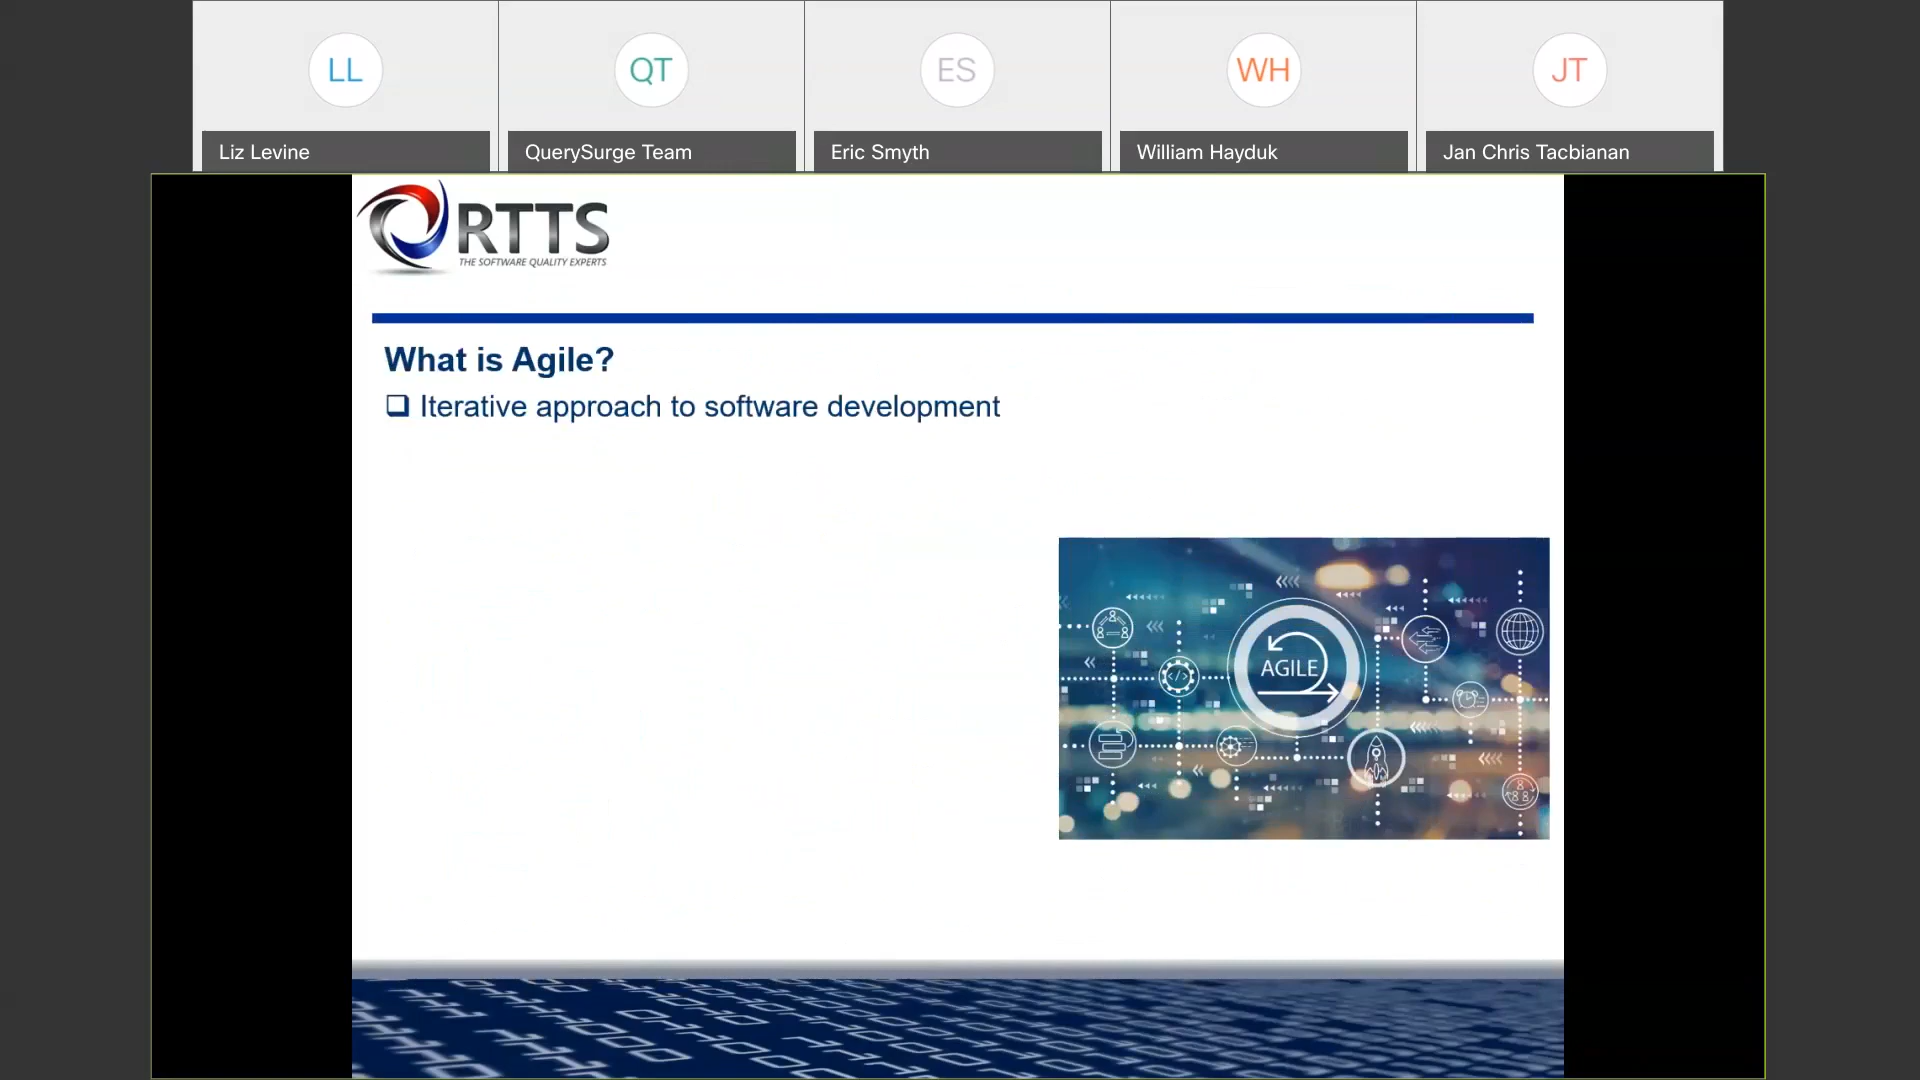 LL
QT
ES
WH
JT
Liz Levine
QuerySurge Team
Eric Smyth
William Hayduk
Jan Chris Tacbianan
RTTS
THE SOFTWARE QUALITY EXPERTS
What is Agile?
❑ Iterative approach to software development
AGILE